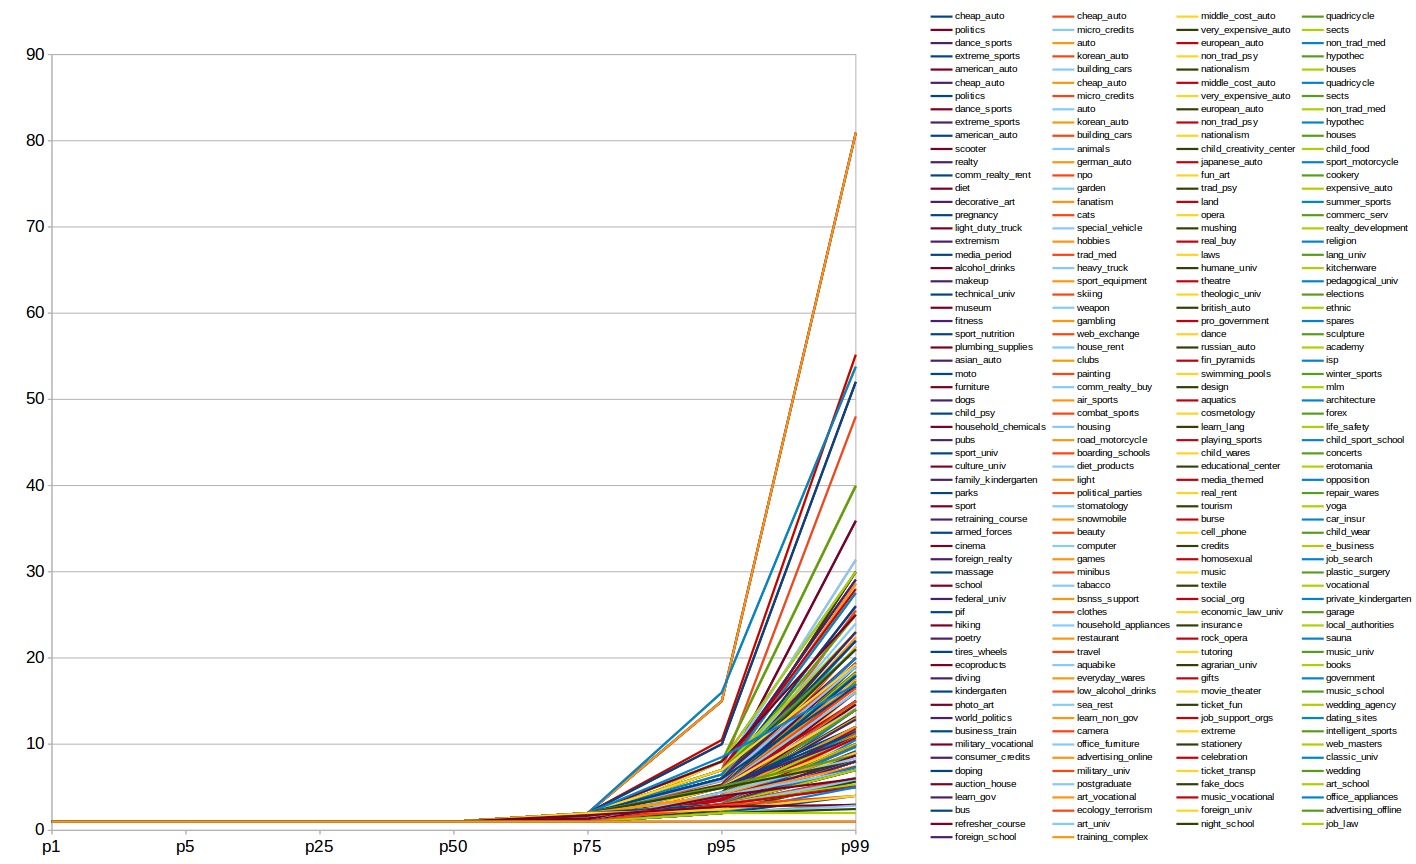 90
80
70
60
50
40
30
20
10
0
p1 p5 p25 p50 p75 p95 p99
cheap_auto cheap_auto middle_cost_auto quadricycle
politics micro_credits very_expensive_auto sects
dance_sports auto european_auto non_trad_med
extreme_sports korean_auto non_trad_psy hypothec
american_auto building_cars nationalism houses
cheap_auto cheap_auto middle_cost_auto quadricycle
politics micro_credits very_expensive_auto sects
dance_sports auto european_auto non_trad_med
extreme_sports korean_auto non_trad_psy hypothec
american_auto building_cars nationalism houses
scooter animals child_creativity_center child_food
realty german_auto japanese_auto sport_motorcycle
comm_realty_rent npo fun_art cookery
diet garden trad_psy expensive_auto
decorative_art fanatism land summer_sports
pregnancy cats opera commerc_serv
light_duty_truck special_vehicle mushing realty_development
extremism hobbies real_buy religion
media_period trad_med laws lang_univ
alcohol_drinks heavy_truck humane_univ kitchenware
makeup sport_equipment theatre pedagogical_univ
technical_univ skiing theologic_univ elections
museum weapon british_auto ethnic
fitness gambling pro_government spares
sport_nutrition web_exchange dance sculpture
plumbing_supplies house_rent russian_auto academy
asian_auto clubs fin_pyramids isp
moto painting swimming_pools winter_sports
furniture comm_realty_buy design mlm
dogs air_sports aquatics architecture
child_psy combat_sports cosmetology forex
household_chemicals housing learn_lang life_safety
pubs road_motorcycle playing_sports child_sport_school
sport_univ boarding_schools child_wares concerts
culture_univ diet_products educational_center erotomania
family_kindergarten light media_themed opposition
parks political_parties real_rent repair_wares
sport stomatology tourism yoga
retraining_course snowmobile burse car_insur
armed_forces beauty cell_phone child_wear
cinema computer credits e_business
foreign_realty games homosexual job_search
massage minibus music plastic_surgery
school tabacco textile vocational
federal_univ bsnss_support social_org private_kindergarten
pif clothes economic_law_univ garage
hiking household_appliances insurance local_authorities
poetry restaurant rock_opera sauna
tires_wheels travel tutoring music_univ
ecoproducts aquabike agrarian_univ books
diving everyday_wares gifts government
kindergarten low_alcohol_drinks movie_theater music_school
photo_art sea_rest ticket_fun wedding_agency
world_politics learn_non_gov job_support_orgs dating_sites
business_train camera extreme intelligent_sports
military_vocational office_furniture stationery web_masters
consumer_credits advertising_online celebration classic_univ
doping military_univ ticket_transp wedding
auction_house postgraduate fake_docs art_school
learn_gov art_vocational music_vocational office_appliances
bus ecology_terrorism foreign_univ advertising_offline
refresher_course art_univ night_school job_law
foreign_school training_complex